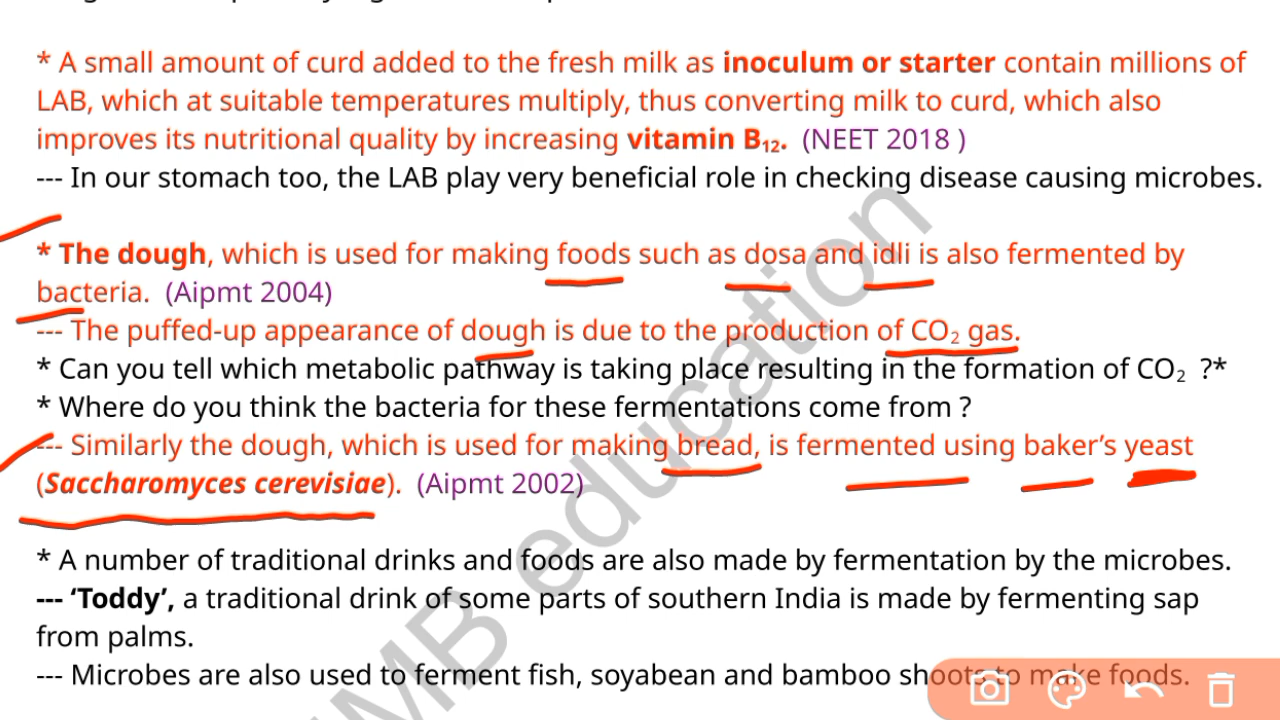 * A small amount of curd added to the fresh milk as inoculum or starter contain millions of
LAB, which at suitable temperatures multiply, thus converting milk to curd, which also
improves its nutritional quality by increasing vitamin B₁₂. (NEET 2018 )
--- In our stomach too, the LAB play very beneficial role in checking disease causing microbes.
* The dough, which is used for making foods such as dosa and idli is also fermented by
bacteria. (Aipmt 2004)
--- The puffed-up appearance of dough is due to the production of CO₂ gas.
* Can you tell which metabolic pathway is taking place resulting in the formation of CO₂ ?*
* Where do you think the bacteria for these fermentations come from ?
--- Similarly the dough, which is used for making bread, is fermented using baker’s yeast
(Saccharomyces cerevisiae). (Aipmt 2002)
* A number of traditional drinks and foods are also made by fermentation by the microbes.
--- ‘Toddy’, a traditional drink of some parts of southern India is made by fermenting sap
from palms.
--- Microbes are also used to ferment fish, soyabean and bamboo shoots to make foods.
MB education